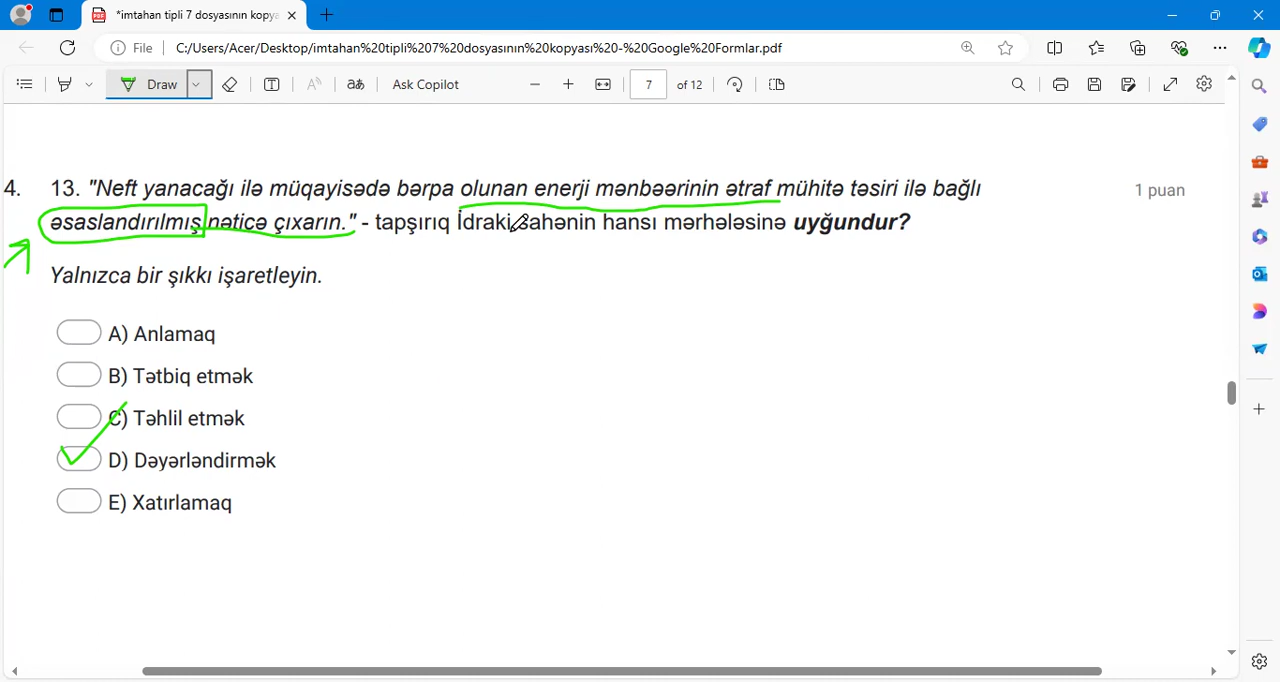 *imtahan tipli 7 dosyasının kopya
File
C:/Users/Acer/Desktop/imtahan%20tipli%207%20dosyasının%20kopyası%20-%20Google%20Formlar.pdf
Draw
Ask Copilot
7 of 12
4. 13. "Neft yanacağı ilə müqayisədə bərpa olunan enerji mənbəərinin ətraf mühitə təsiri ilə bağlı
1 puan
əsaslandırılmış nəticə çıxarın." - tapşırıq İdraki sahənin hansı mərhələsinə uyğundur?
Yalnızca bir şıkkı işaretleyin.
A) Anlamaq
B) Tətbiq etmək
C) Təhlil etmək
D) Dəyərləndirmək
E) Xatırlamaq